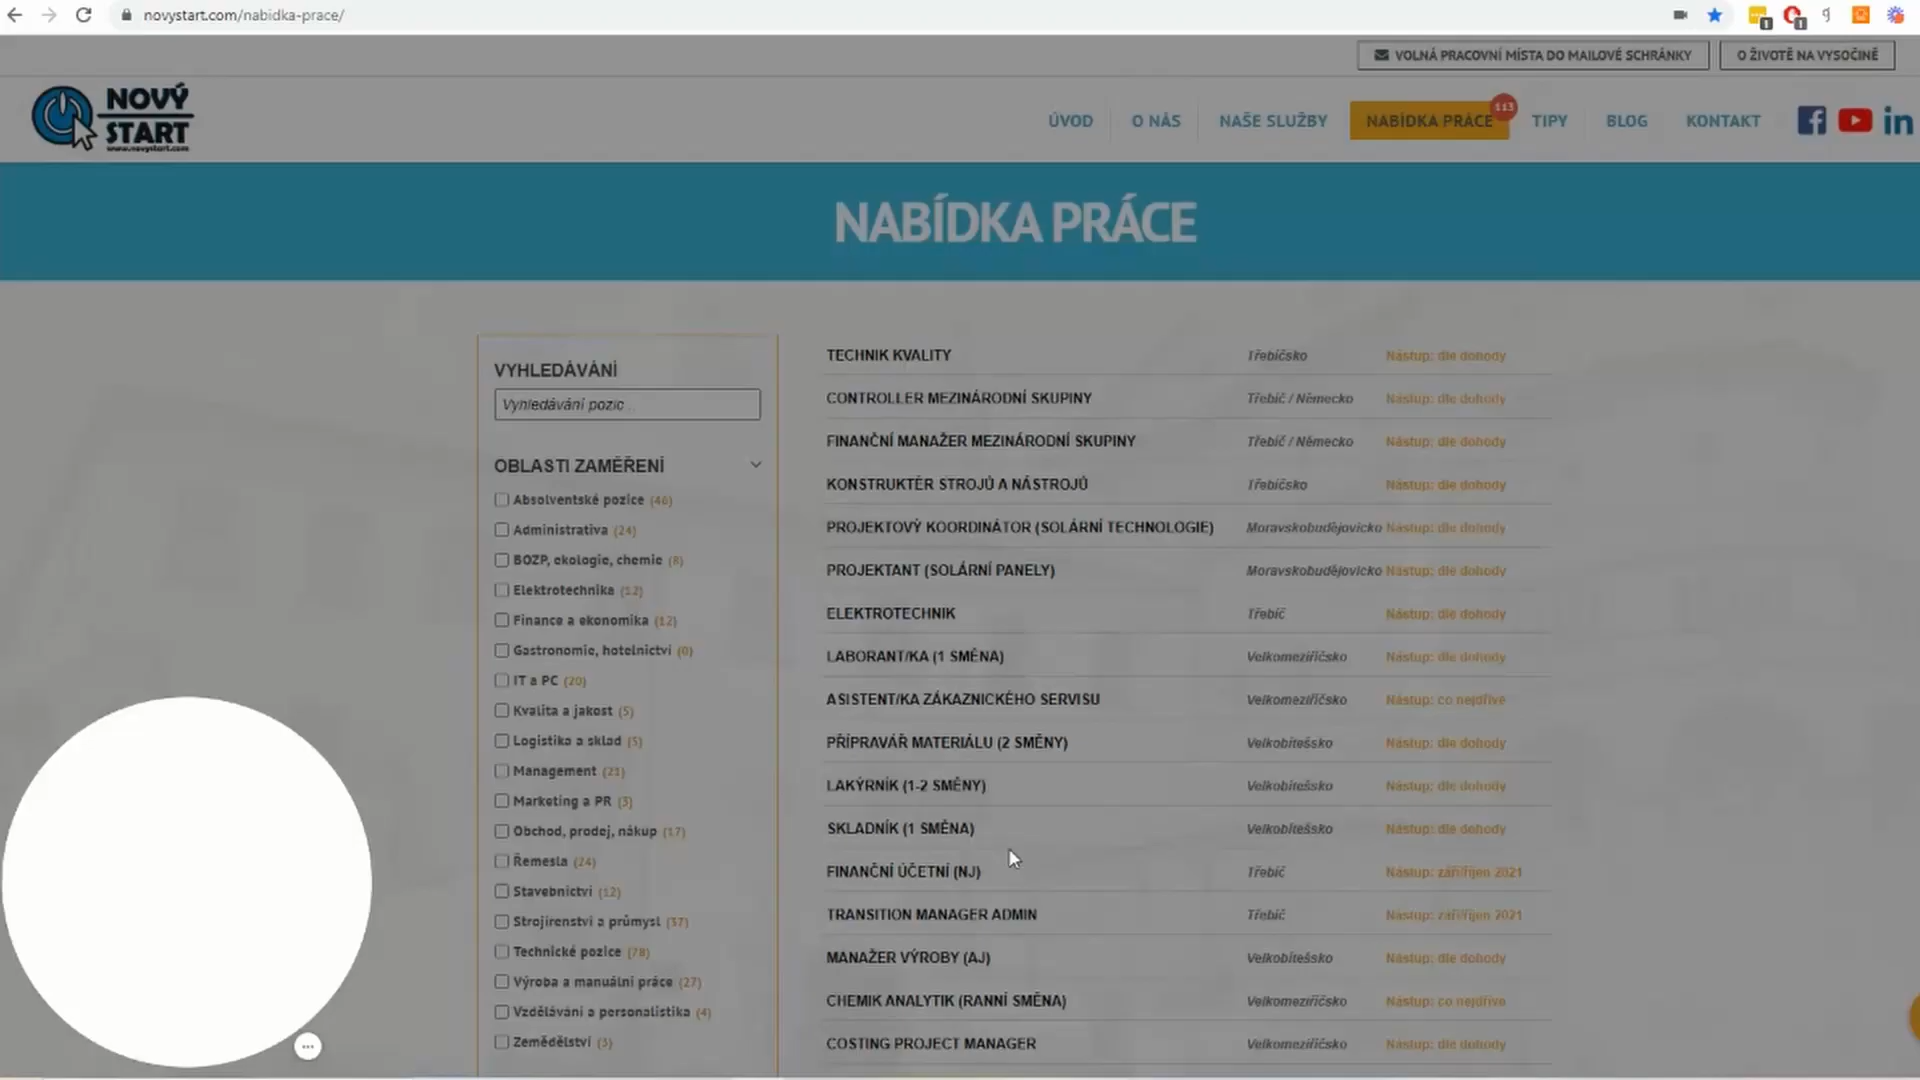 novystart.com/nabidka-prace/
VOLNÁ PRACOVNÍ MÍSTA DO MAILOVÉ SCHRÁNKY
O ŽIVOTĚ NA VYSOČINĚ
NOVÝ
START
www.novystart.com
ÚVOD
O NÁS
NAŠE SLUŽBY
NABÍDKA PRÁCE
113
TIPY
BLOG
KONTAKT
NABÍDKA PRÁCE
VYHLEDÁVÁNÍ
Vyhledávání pozic...
OBLASTI ZAMĚŘENÍ
Absolventské pozice (46)
Administrativa (24)
BOZP, ekologie, chemie (8)
Elektrotechnika (12)
Finance a ekonomika (12)
Gastronomie, hotelnictví (0)
IT a PC (20)
Kvalita a jakost (5)
Logistika a sklad (5)
Management (21)
Marketing a PR (3)
Obchod, prodej, nákup (17)
Řemesla (24)
Stavebnictví (12)
Strojírenství a průmysl (37)
Technické pozice (78)
Výroba a manuální práce (27)
Vzdělávání a personalistika (4)
Zemědělství (3)
TECHNIK KVALITY Třebíčsko Nástup: dle dohody
CONTROLLER MEZINÁRODNÍ SKUPINY Třebíč / Německo Nástup: dle dohody
FINANČNÍ MANAŽER MEZINÁRODNÍ SKUPINY Třebíč / Německo Nástup: dle dohody
KONSTRUKTÉR STROJŮ A NÁSTROJŮ Třebíčsko Nástup: dle dohody
PROJEKTOVÝ KOORDINÁTOR (SOLÁRNÍ TECHNOLOGIE) Moravskobudějovicko Nástup: dle dohody
PROJEKTANT (SOLÁRNÍ PANELY) Moravskobudějovicko Nástup: dle dohody
ELEKTROTECHNIK Třebíč Nástup: dle dohody
LABORANT/KA (1 SMĚNA) Velkomeziříčsko Nástup: dle dohody
ASISTENT/KA ZÁKAZNICKÉHO SERVISU Velkomeziříčsko Nástup: co nejdříve
PŘÍPRAVÁŘ MATERIÁLU (2 SMĚNY) Velkobítešsko Nástup: dle dohody
LAKÝRNÍK (1-2 SMĚNY) Velkobítešsko Nástup: dle dohody
SKLADNÍK (1 SMĚNA) Velkobítešsko Nástup: dle dohody
FINANČNÍ ÚČETNÍ (NJ) Třebíč Nástup: září/říjen 2021
TRANSITION MANAGER ADMIN Třebíč Nástup: září/říjen 2021
MANAŽER VÝROBY (AJ) Velkobítešsko Nástup: dle dohody
CHEMIK ANALYTIK (RANNÍ SMĚNA) Velkomeziříčsko Nástup: co nejdříve
COSTING PROJECT MANAGER Velkomeziříčsko Nástup: dle dohody